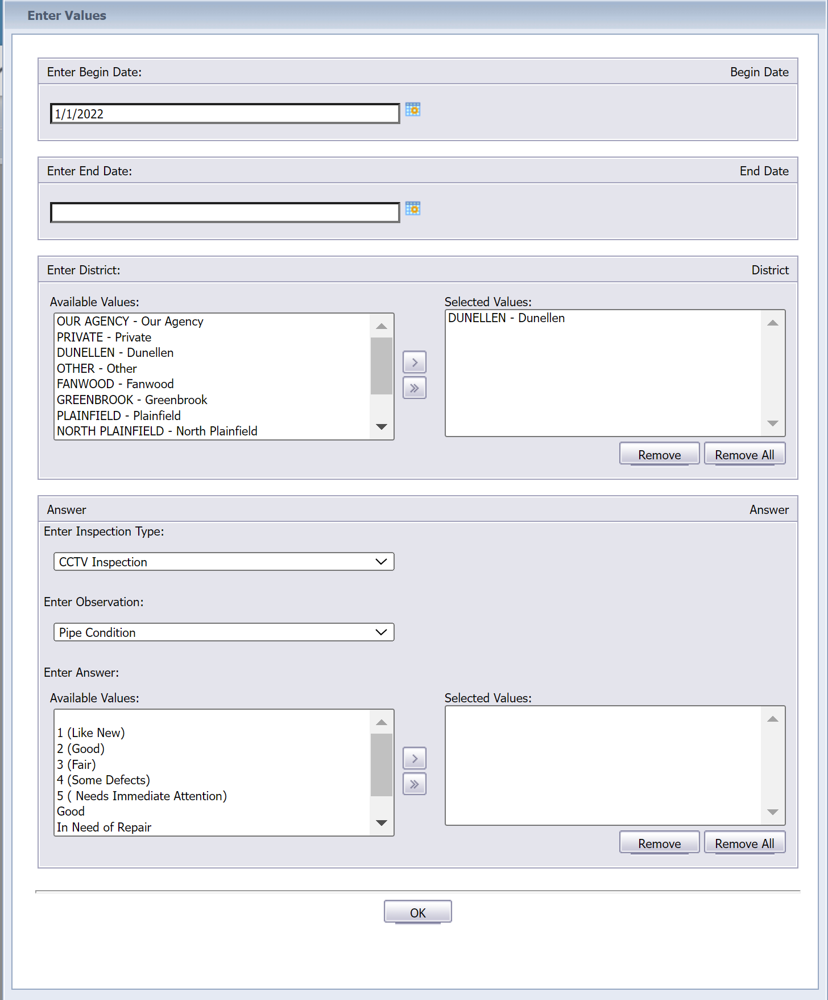 Enter Values
Enter Begin Date: Begin Date
1/1/2022
Enter End Date: End Date
Enter District: District
Available Values:
OUR AGENCY - Our Agency
PRIVATE - Private
DUNELLEN - Dunellen
OTHER - Other
FANWOOD - Fanwood
GREENBROOK - Greenbrook
PLAINFIELD - Plainfield
NORTH PLAINFIELD - North Plainfield
Selected Values:
DUNELLEN - Dunellen
Remove Remove All
Answer Answer
Enter Inspection Type:
CCTV Inspection
Enter Observation:
Pipe Condition
Enter Answer:
Available Values:
1 (Like New)
2 (Good)
3 (Fair)
4 (Some Defects)
5 ( Needs Immediate Attention)
Good
In Need of Repair
Selected Values:
Remove Remove All
OK